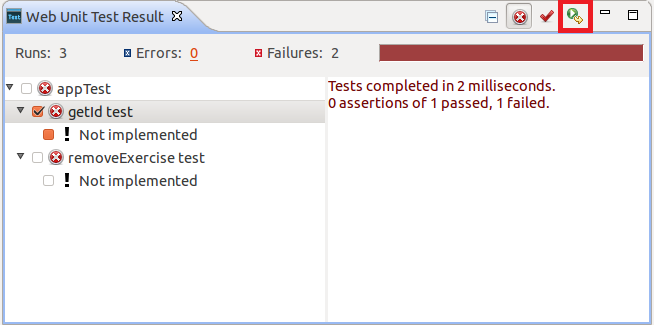 Web Unit Test Result
Runs: 3 Errors: 0 Failures: 2
appTest
getId test
! Not implemented
removeExercise test
! Not implemented
Tests completed in 2 milliseconds.
0 assertions of 1 passed, 1 failed.